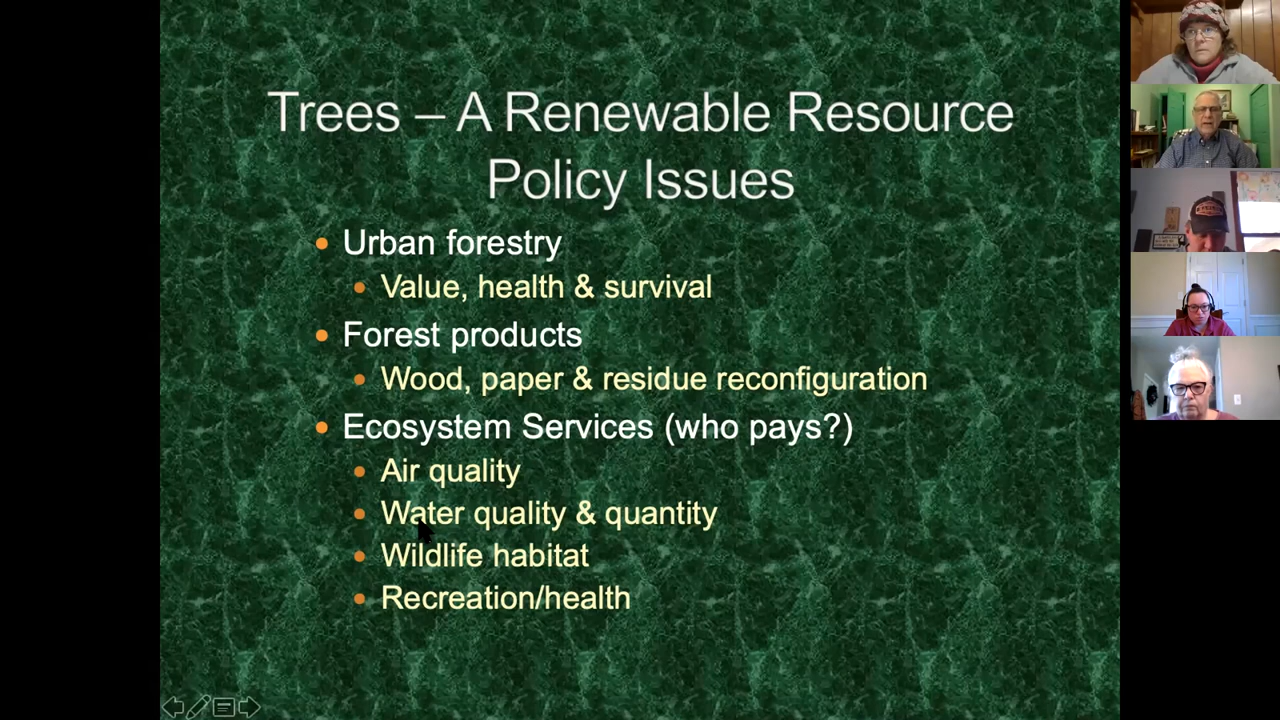 Trees – A Renewable Resource
Policy Issues
Urban forestry
Value, health & survival
Forest products
Wood, paper & residue reconfiguration
Ecosystem Services (who pays?)
Air quality
Water quality & quantity
Wildlife habitat
Recreation/health